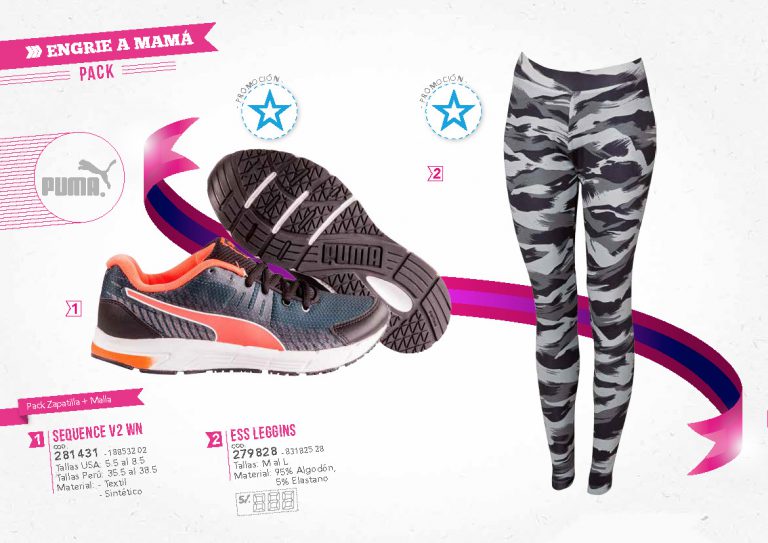 ENGRIE A MAMÁ
PACK
PUMA.
PROMOCIÓN
PROMOCIÓN
2
PUMA
1
Pack Zapatilla + Malla
1 SEQUENCE V2 WN
COD.
281431 - 188532 02
Tallas USA: 5.5 al 8.5
Tallas Perú: 35.5 al 38.5
Material: - Textil
- Sintético
2 ESS LEGGINS
COD.
279828 - 831825 28
Tallas: M al L
Material: 95% Algodón,
5% Elastano
S/. 888